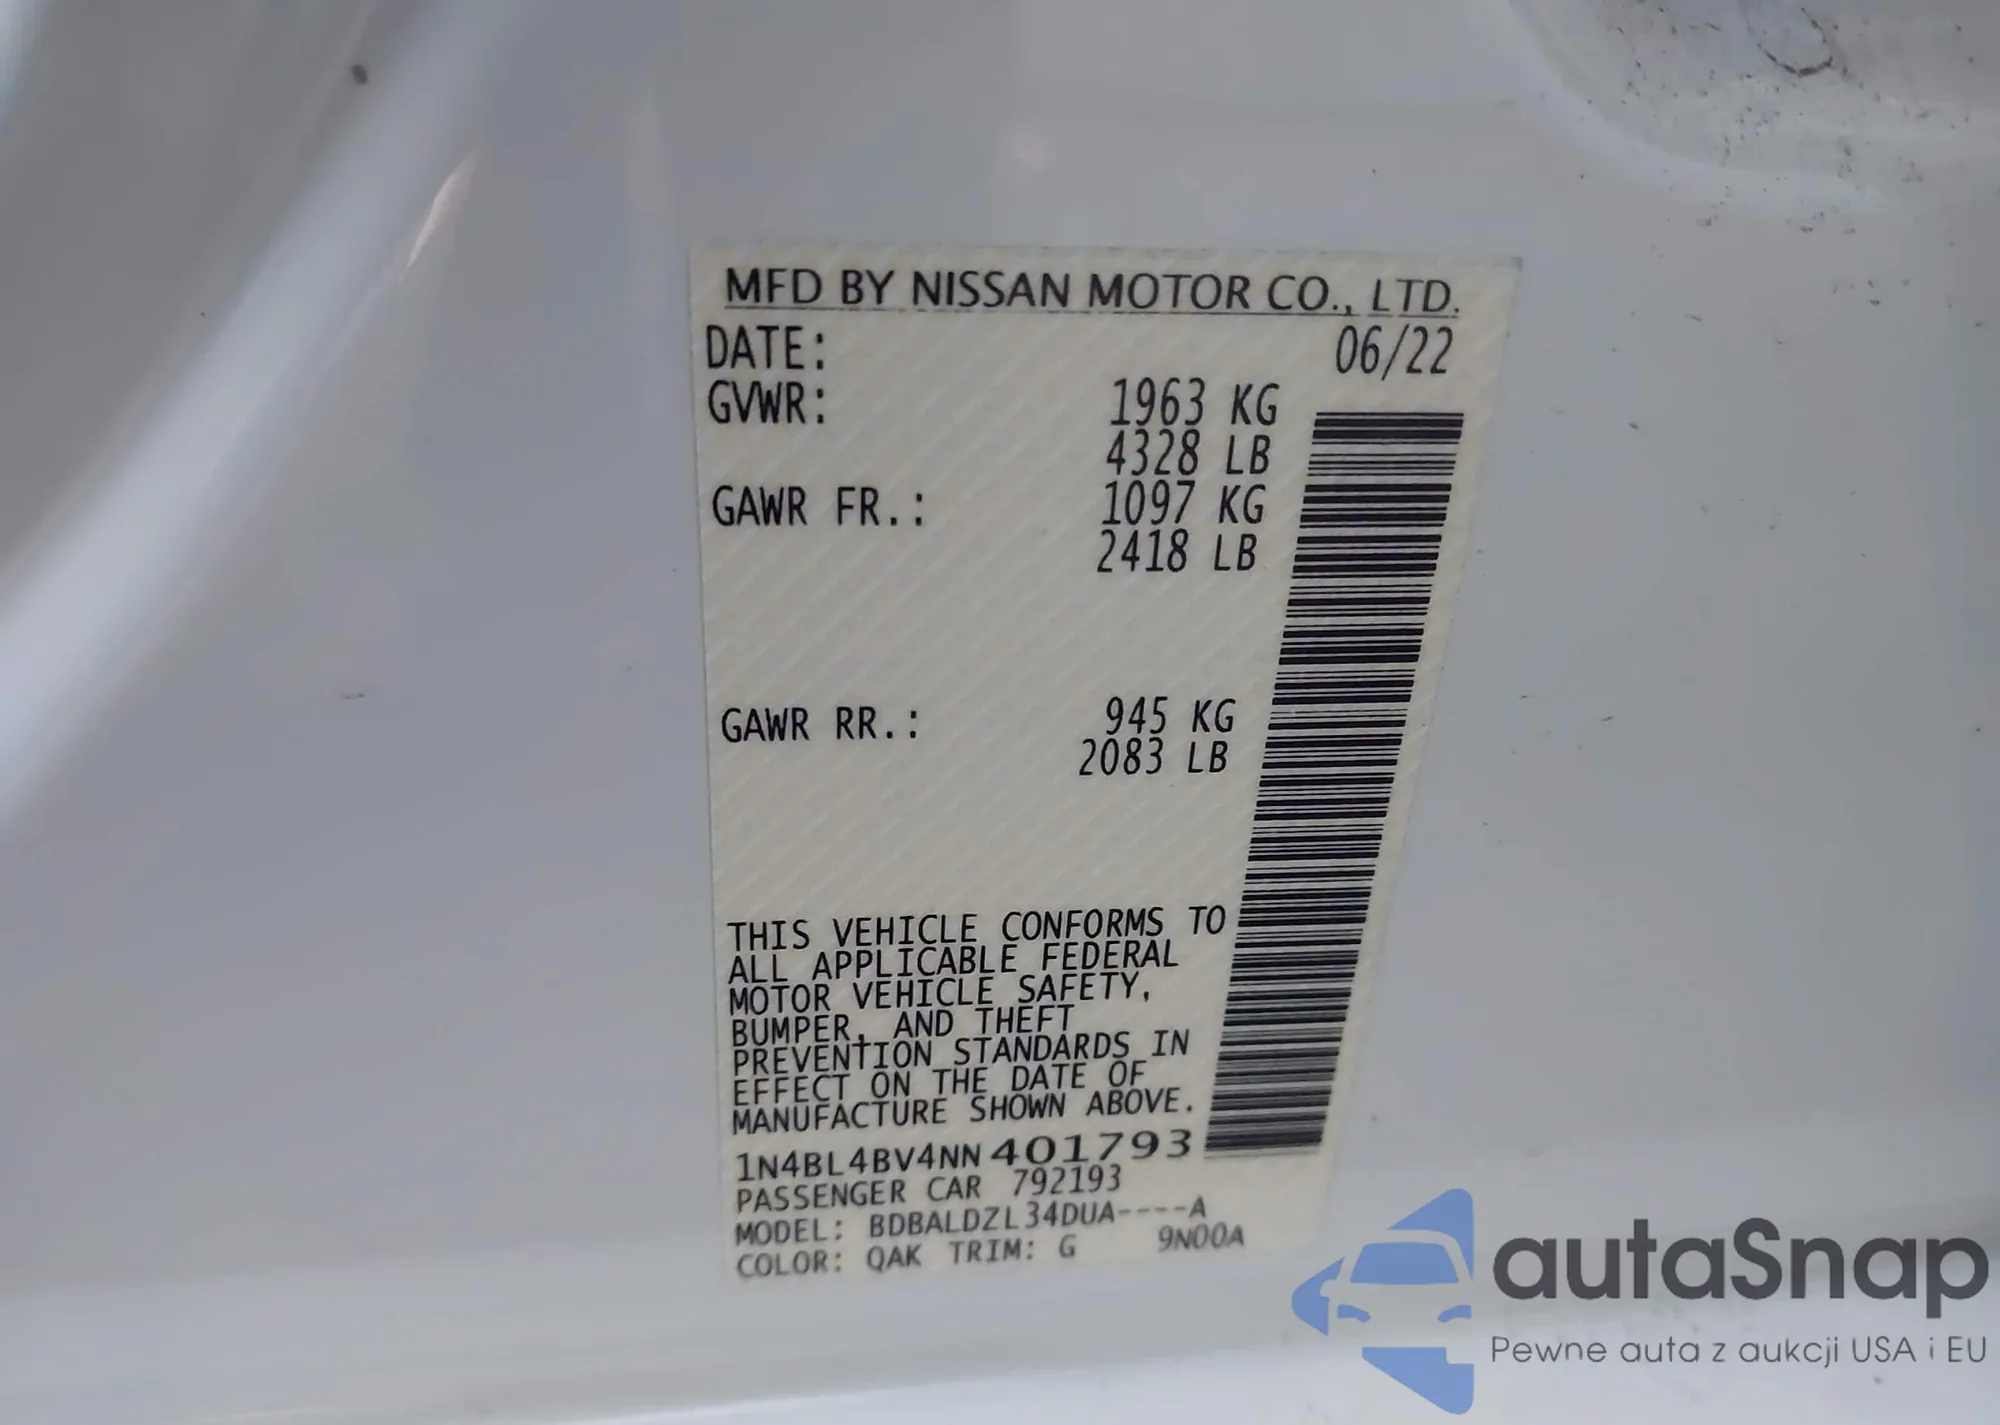 MFD BY NISSAN MOTOR CO., LTD.
DATE: 06/22
GVWR: 1963 KG
4328 LB
GAWR FR.: 1097 KG
2418 LB
GAWR RR.: 945 KG
2083 LB
THIS VEHICLE CONFORMS TO
ALL APPLICABLE FEDERAL
MOTOR VEHICLE SAFETY,
BUMPER, AND THEFT
PREVENTION STANDARDS IN
EFFECT ON THE DATE OF
MANUFACTURE SHOWN ABOVE.
1N4BL4BV4NN401793
PASSENGER CAR 792193
MODEL: BDBALDZL34DUA----A
COLOR: QAK TRIM: G 9N00A
autaSnap
Pewne auta z aukcji USA i EU